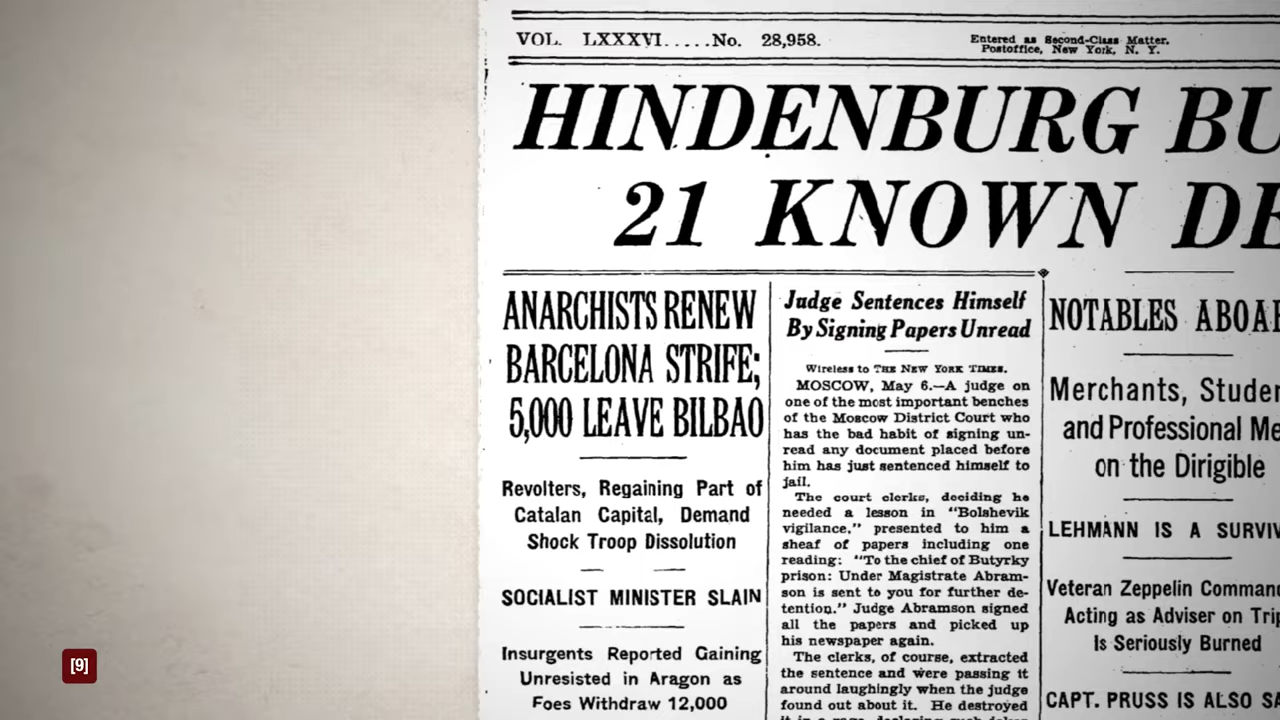 VOL. LXXXVI.....No. 28,958.
Entered as Second-Class Matter,
Postoffice, New York, N. Y.
HINDENBURG BU
21 KNOWN DE
ANARCHISTS RENEW
BARCELONA STRIFE;
5,000 LEAVE BILBAO
Revolters, Regaining Part of
Catalan Capital, Demand
Shock Troop Dissolution
SOCIALIST MINISTER SLAIN
Insurgents Reported Gaining
Unresisted in Aragon as
Foes Withdraw 12,000
Judge Sentences Himself
By Signing Papers Unread
Wireless to THE NEW YORK TIMES.
MOSCOW, May 6.—A judge on
one of the most important benches
of the Moscow District Court who
has the bad habit of signing un-
read any document placed before
him has just sentenced himself to
jail.
The court clerks, deciding he
needed a lesson in "Bolshevik
vigilance," presented to him a
sheaf of papers including one
reading: "To the chief of Butyrky
prison: Under Magistrate Abram-
son is sent to you for further de-
tention." Judge Abramson signed
all the papers and picked up
his newspaper again.
The clerks, of course, extracted
the sentence and were passing it
around laughingly when the judge
found out about it. He destroyed
NOTABLES ABOA
Merchants, Studen
and Professional Me
on the Dirigible
LEHMANN IS A SURVIV
Veteran Zeppelin Command
Acting as Adviser on Trip
Is Seriously Burned
CAPT. PRUSS IS ALSO SA
[9]